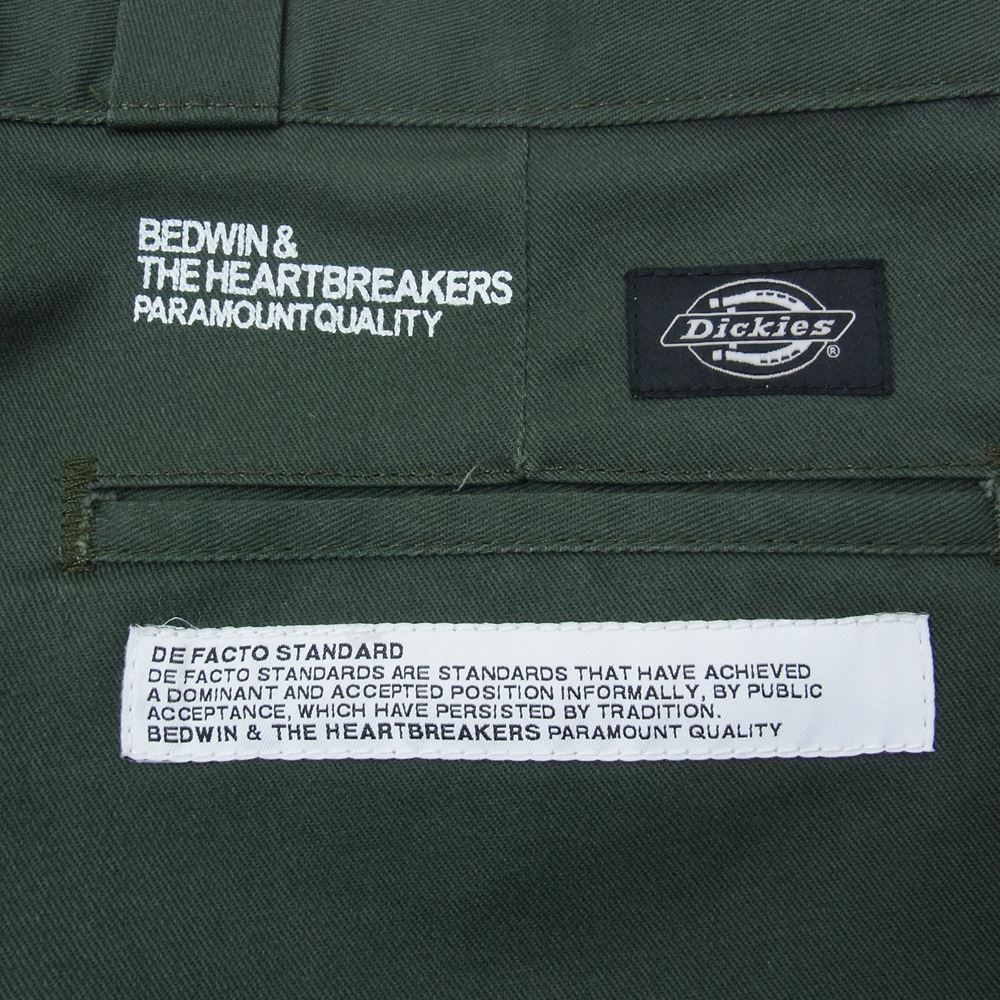 BEDWIN &
THE HEARTBREAKERS
PARAMOUNT QUALITY
Dickies
®
DE FACTO STANDARD
DE FACTO STANDARDS ARE STANDARDS THAT HAVE ACHIEVED
A DOMINANT AND ACCEPTED POSITION INFORMALLY, BY PUBLIC
ACCEPTANCE, WHICH HAVE PERSISTED BY TRADITION.
BEDWIN & THE HEARTBREAKERS PARAMOUNT QUALITY